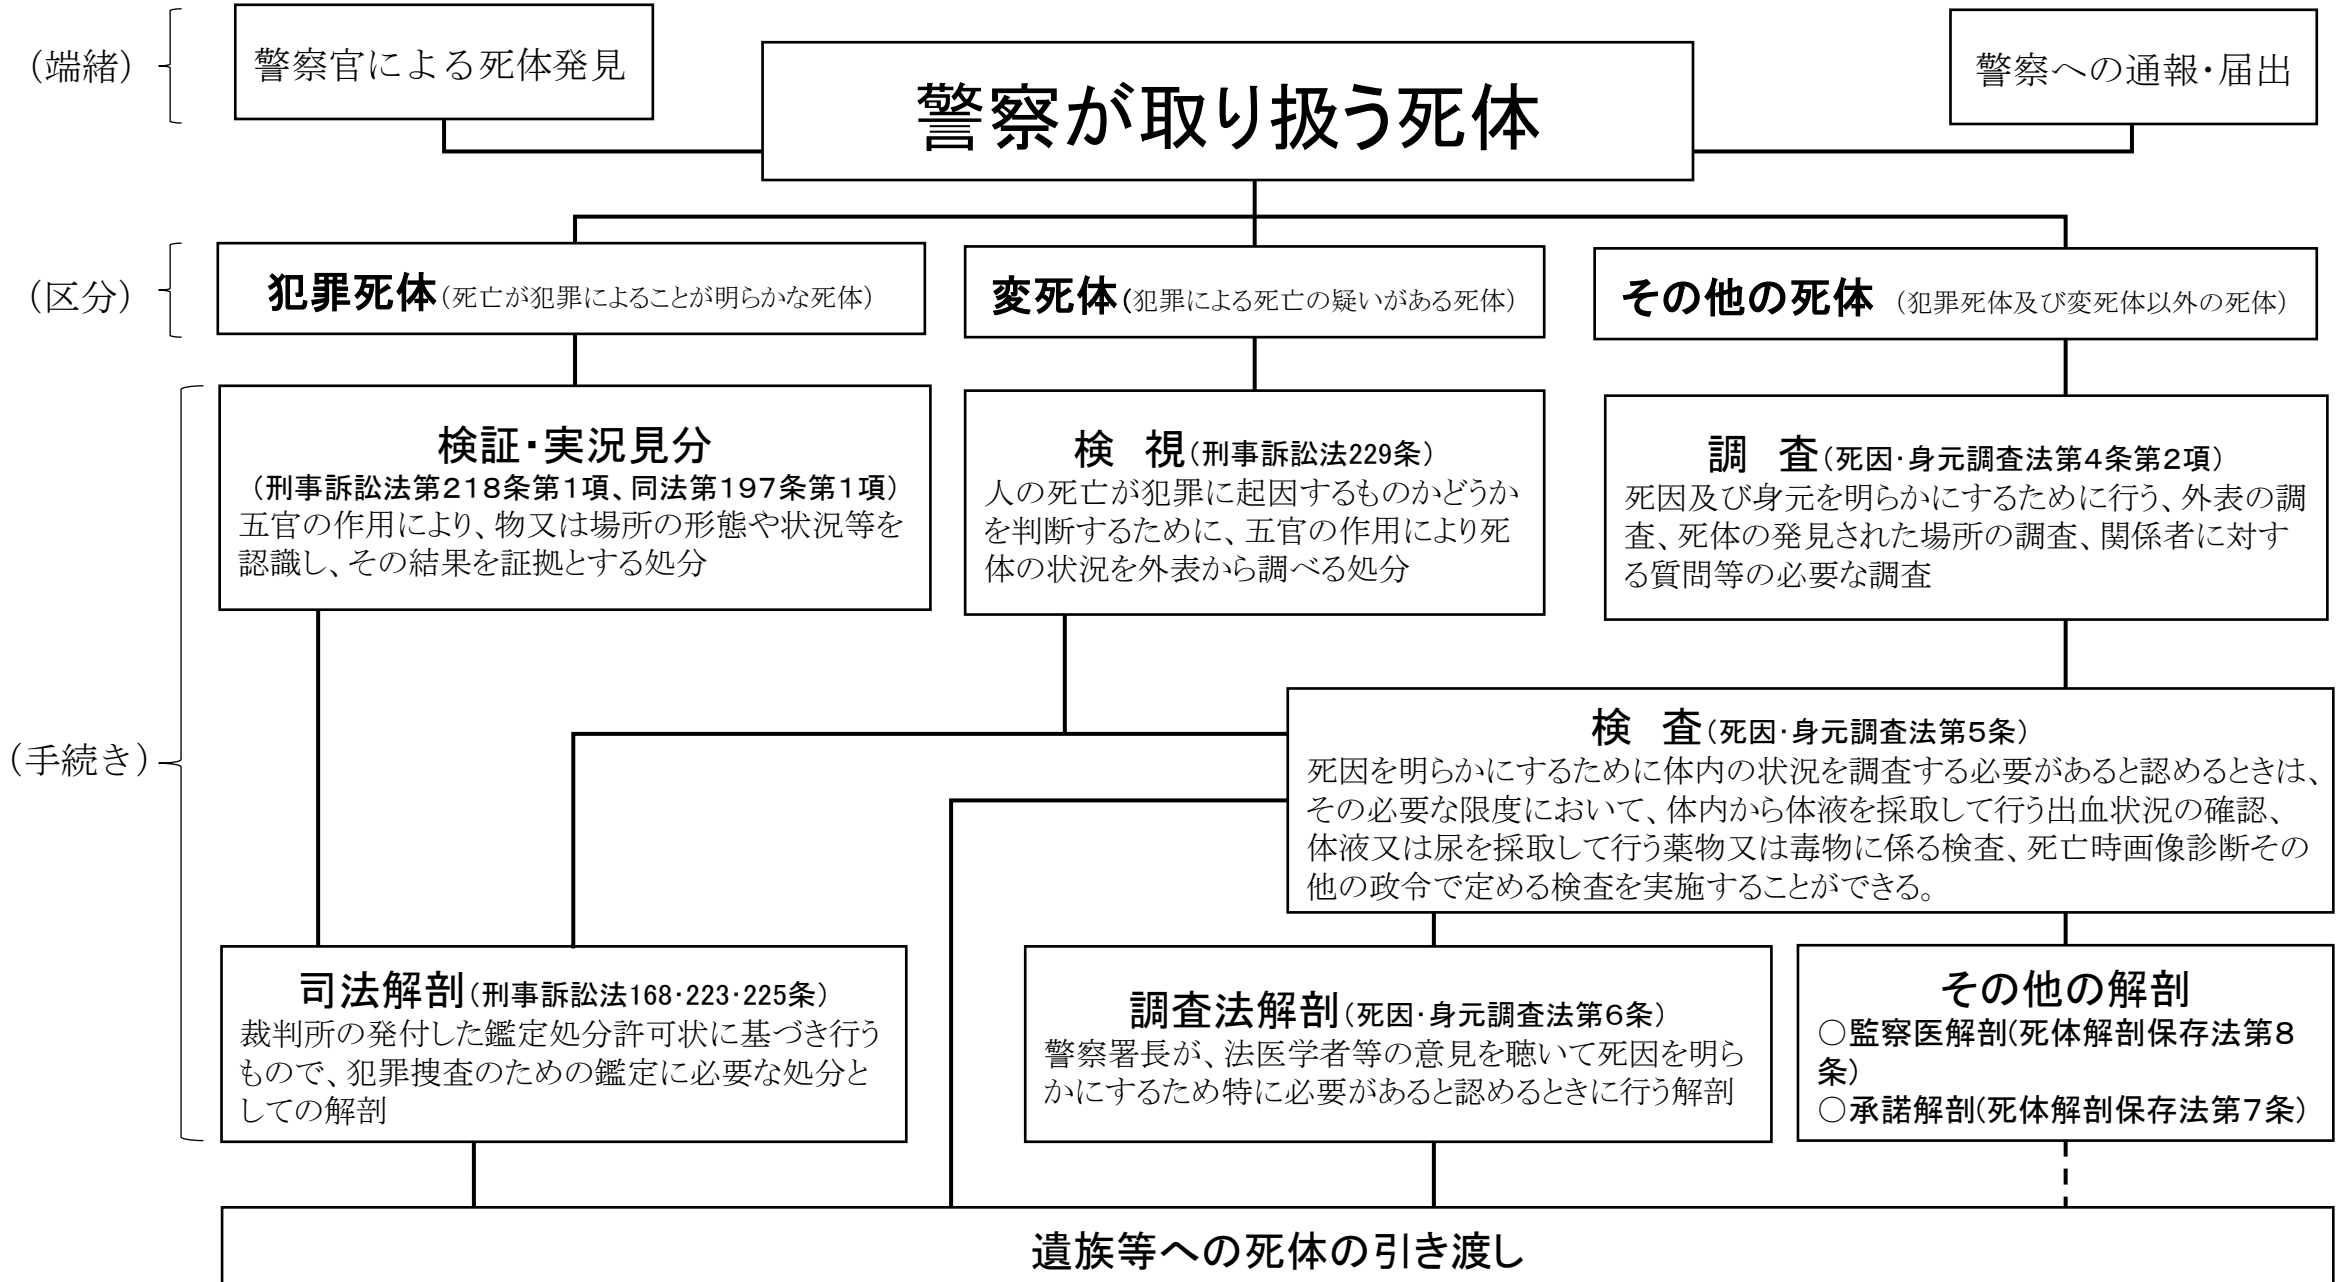 （端緒）
警察官による死体発見
警察が取り扱う死体
警察への通報・届出
（区分）
犯罪死体（死亡が犯罪によることが明らかな死体）
変死体（犯罪による死亡の疑いがある死体）
その他の死体 （犯罪死体及び変死体以外の死体）
（手続き）
検証・実況見分
（刑事訴訟法第218条第1項、同法第197条第1項）
五官の作用により、物又は場所の形態や状況等を
認識し、その結果を証拠とする処分
検　視（刑事訴訟法229条）
人の死亡が犯罪に起因するものかどうか
を判断するために、五官の作用により死
体の状況を外表から調べる処分
調　査（死因・身元調査法第4条第2項）
死因及び身元を明らかにするために行う、外表の調
査、死体の発見された場所の調査、関係者に対す
る質問等の必要な調査
検　査（死因・身元調査法第5条）
死因を明らかにするために体内の状況を調査する必要があると認めるときは、
その必要な限度において、体内から体液を採取して行う出血状況の確認、
体液又は尿を採取して行う薬物又は毒物に係る検査、死亡時画像診断その
他の政令で定める検査を実施することができる。
司法解剖（刑事訴訟法168・223・225条）
裁判所の発付した鑑定処分許可状に基づき行う
もので、犯罪捜査のための鑑定に必要な処分と
しての解剖
調査法解剖（死因・身元調査法第6条）
警察署長が、法医学者等の意見を聴いて死因を明ら
かにするため特に必要があると認めるときに行う解剖
その他の解剖
○監察医解剖(死体解剖保存法第8
条)
○承諾解剖(死体解剖保存法第7条)
遺族等への死体の引き渡し